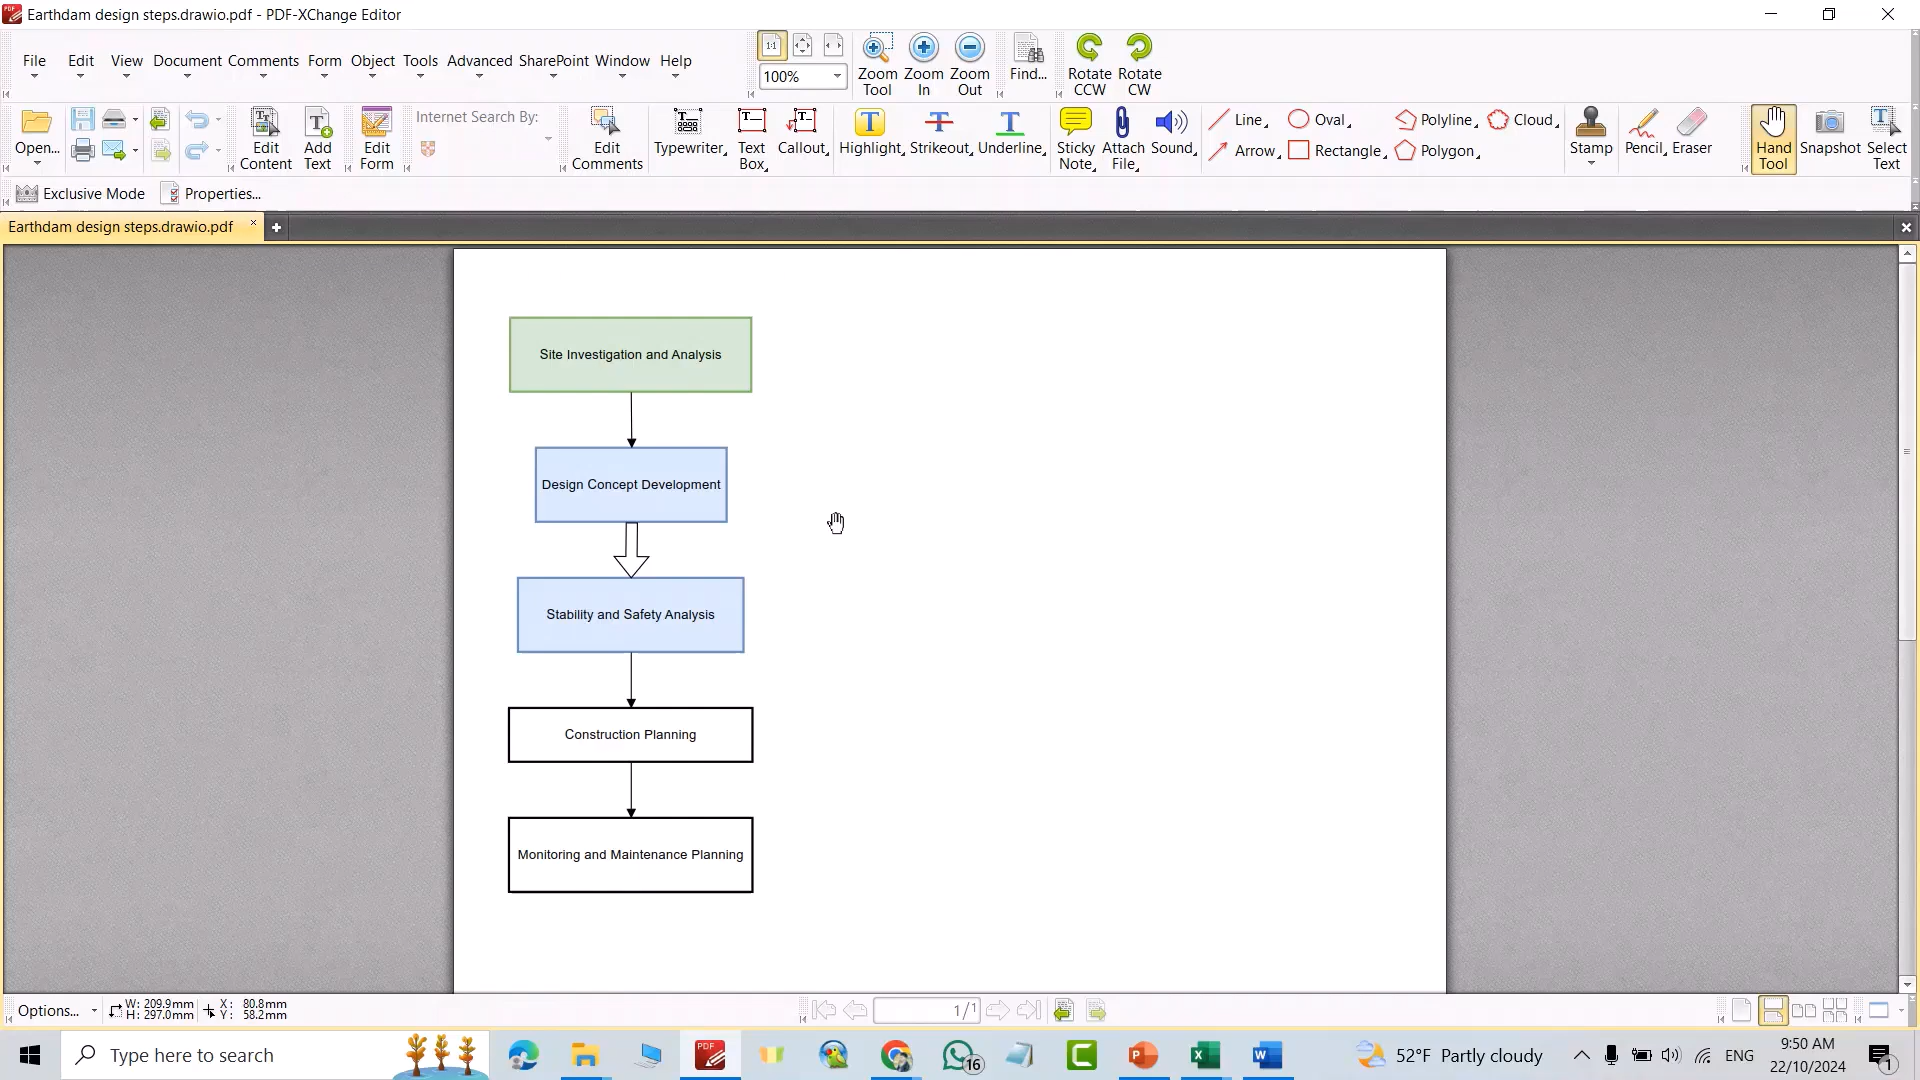 Earthdam design steps.drawio.pdf - PDF-XChange Editor
File Edit View Document Comments Form Object Tools Advanced SharePoint Window Help
1:1
100%
Zoom Tool
Zoom In
Zoom Out
Find...
Rotate CCW
Rotate CW
Open...
Edit Content
Add Text
Edit Form
Internet Search By:
Edit Comments
Typewriter
Text Box
Callout
Highlight
Strikeout
Underline
Sticky Note
Attach File
Sound
Line
Arrow
Oval
Rectangle
Polyline
Polygon
Cloud
Stamp
Pencil
Eraser
Hand Tool
Snapshot
Select Text
Exclusive Mode
Properties...
Earthdam design steps.drawio.pdf
Site Investigation and Analysis
Design Concept Development
Stability and Safety Analysis
Construction Planning
Monitoring and Maintenance Planning
Options...
W: 209.9mm
H: 297.0mm
X: 80.8mm
Y: 58.2mm
1/1
Type here to search
PDF
16
52°F Partly cloudy
ENG
9:50 AM
22/10/2024
1